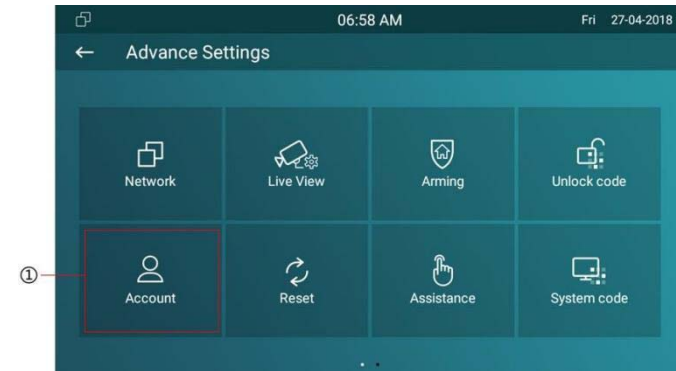 06:58 AM Fri 27-04-2018
← Advance Settings
Network Live View Arming Unlock code
① Account Reset Assistance System code